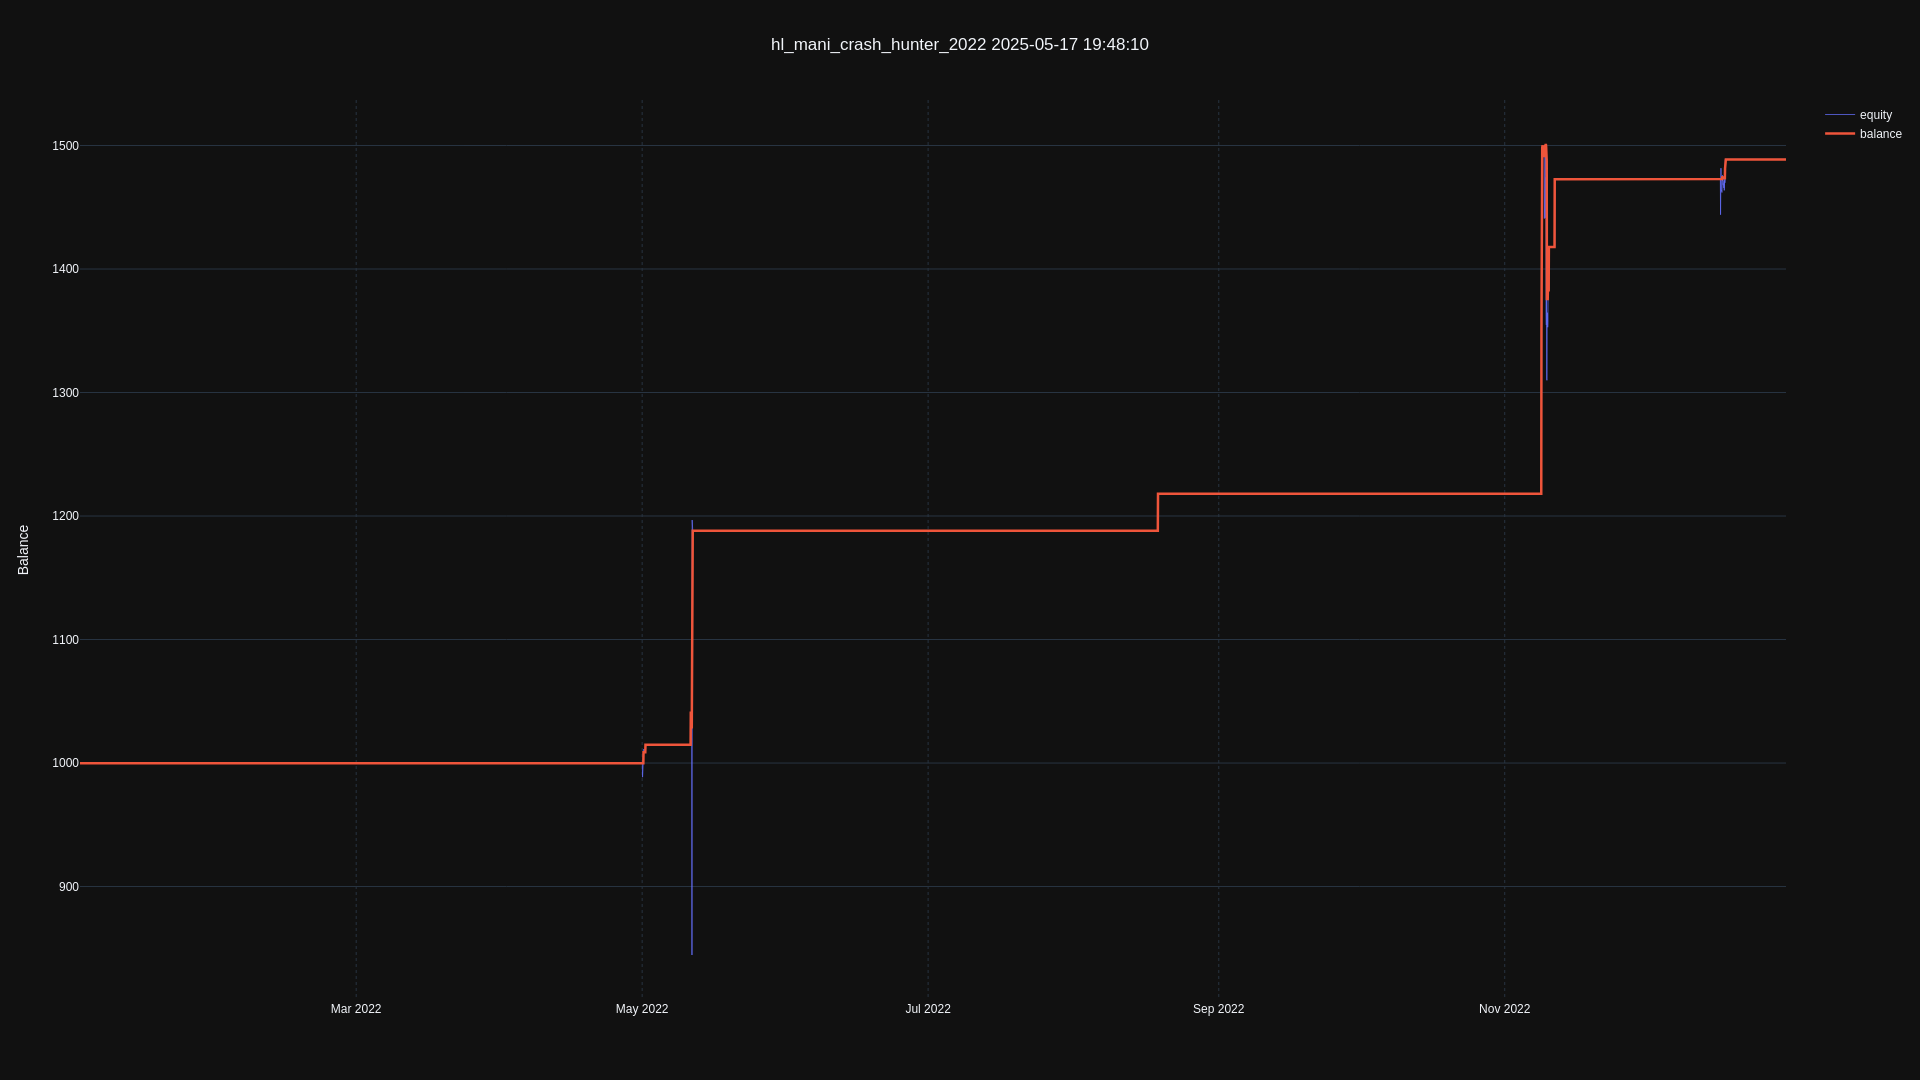 hl_mani_crash_hunter_2022 2025-05-17 19:48:10
equity
balance
1500
1400
1300
1200
1100
1000
900
Balance
Mar 2022
May 2022
Jul 2022
Sep 2022
Nov 2022